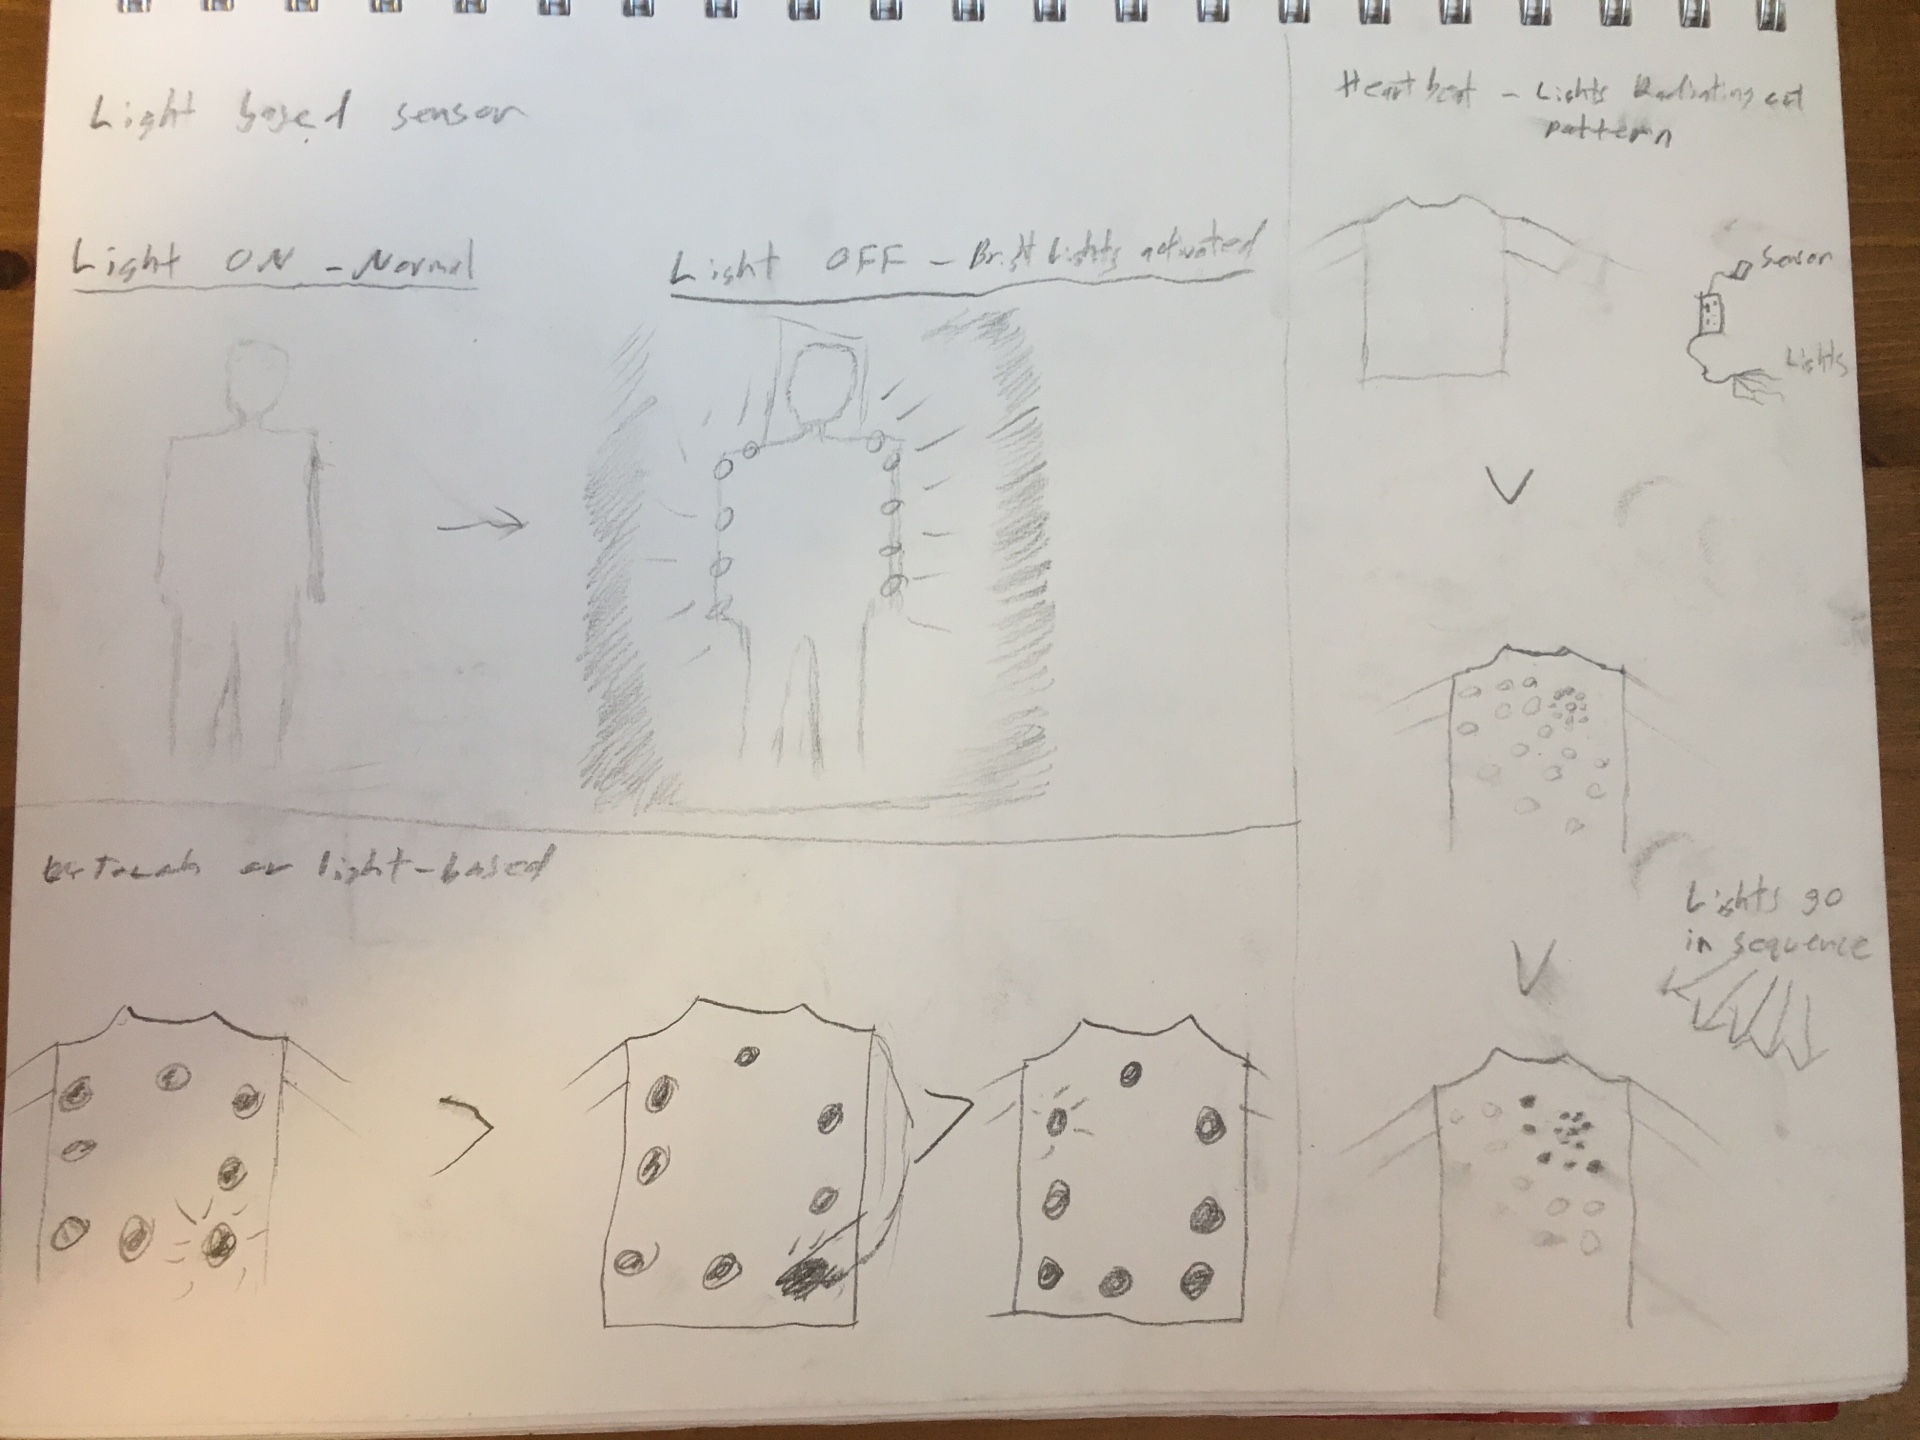 Light based sensor
Light ON - Normal
Light OFF - Bright Lights activated
Touch or light-based
Heart beat - Lights Radiating out
pattern
Sensor
Lights
Lights go
in sequence